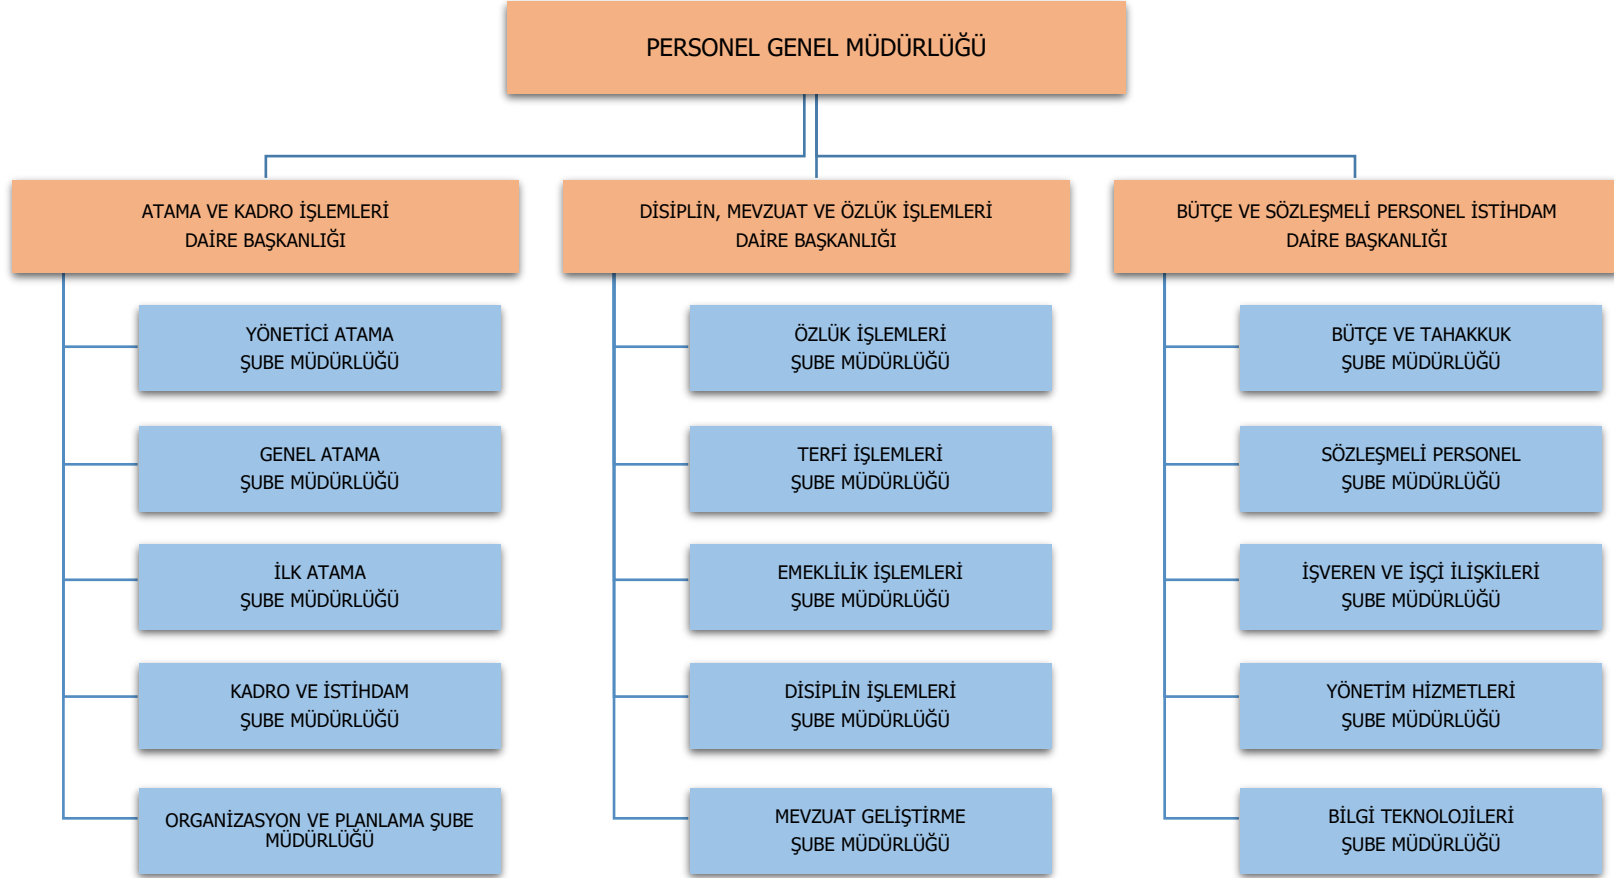 PERSONEL GENEL MÜDÜRLÜĞÜ
ATAMA VE KADRO İŞLEMLERİ
DAİRE BAŞKANLIĞI
YÖNETİCİ ATAMA
ŞUBE MÜDÜRLÜĞÜ
GENEL ATAMA
ŞUBE MÜDÜRLÜĞÜ
İLK ATAMA
ŞUBE MÜDÜRLÜĞÜ
KADRO VE İSTİHDAM
ŞUBE MÜDÜRLÜĞÜ
ORGANİZASYON VE PLANLAMA ŞUBE
MÜDÜRLÜĞÜ
DİSİPLİN, MEVZUAT VE ÖZLÜK İŞLEMLERİ
DAİRE BAŞKANLIĞI
ÖZLÜK İŞLEMLERİ
ŞUBE MÜDÜRLÜĞÜ
TERFİ İŞLEMLERİ
ŞUBE MÜDÜRLÜĞÜ
EMEKLİLİK İŞLEMLERİ
ŞUBE MÜDÜRLÜĞÜ
DİSİPLİN İŞLEMLERİ
ŞUBE MÜDÜRLÜĞÜ
MEVZUAT GELİŞTİRME
ŞUBE MÜDÜRLÜĞÜ
BÜTÇE VE SÖZLEŞMELİ PERSONEL İSTİHDAM
DAİRE BAŞKANLIĞI
BÜTÇE VE TAHAKKUK
ŞUBE MÜDÜRLÜĞÜ
SÖZLEŞMELİ PERSONEL
ŞUBE MÜDÜRLÜĞÜ
İŞVEREN VE İŞÇİ İLİŞKİLERİ
ŞUBE MÜDÜRLÜĞÜ
YÖNETİM HİZMETLERİ
ŞUBE MÜDÜRLÜĞÜ
BİLGİ TEKNOLOJİLERİ
ŞUBE MÜDÜRLÜĞÜ